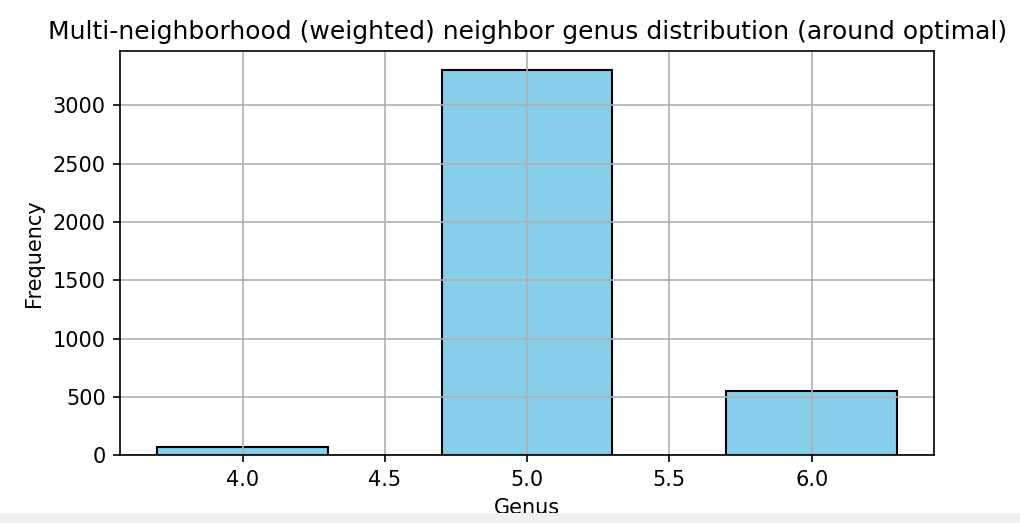 Multi-neighborhood (weighted) neighbor genus distribution (around optimal)
3000
2500
2000
1500
1000
500
0
Frequency
4.0 4.5 5.0 5.5 6.0
Genus